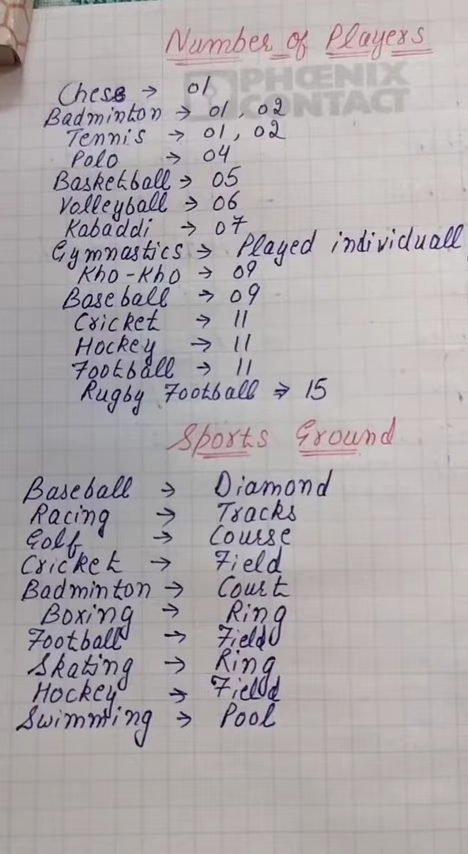 Number of Players
PHOENIX
CONTACT
Chess → 01
Badminton → 01, 02
Tennis → 01, 02
Polo → 04
Basketball → 05
Volleyball → 06
Kabaddi → 07
Gymnastics → Played individuall
Kho-Kho → 09
Baseball → 09
Cricket → 11
Hockey → 11
Football → 11
Rugby Football → 15
Sports Ground
Baseball → Diamond
Racing → Tracks
Golf → Course
Cricket → Field
Badminton → Court
Boxing → Ring
Football → Field
Skating → Ring
Hockey → Field
Swimming → Pool